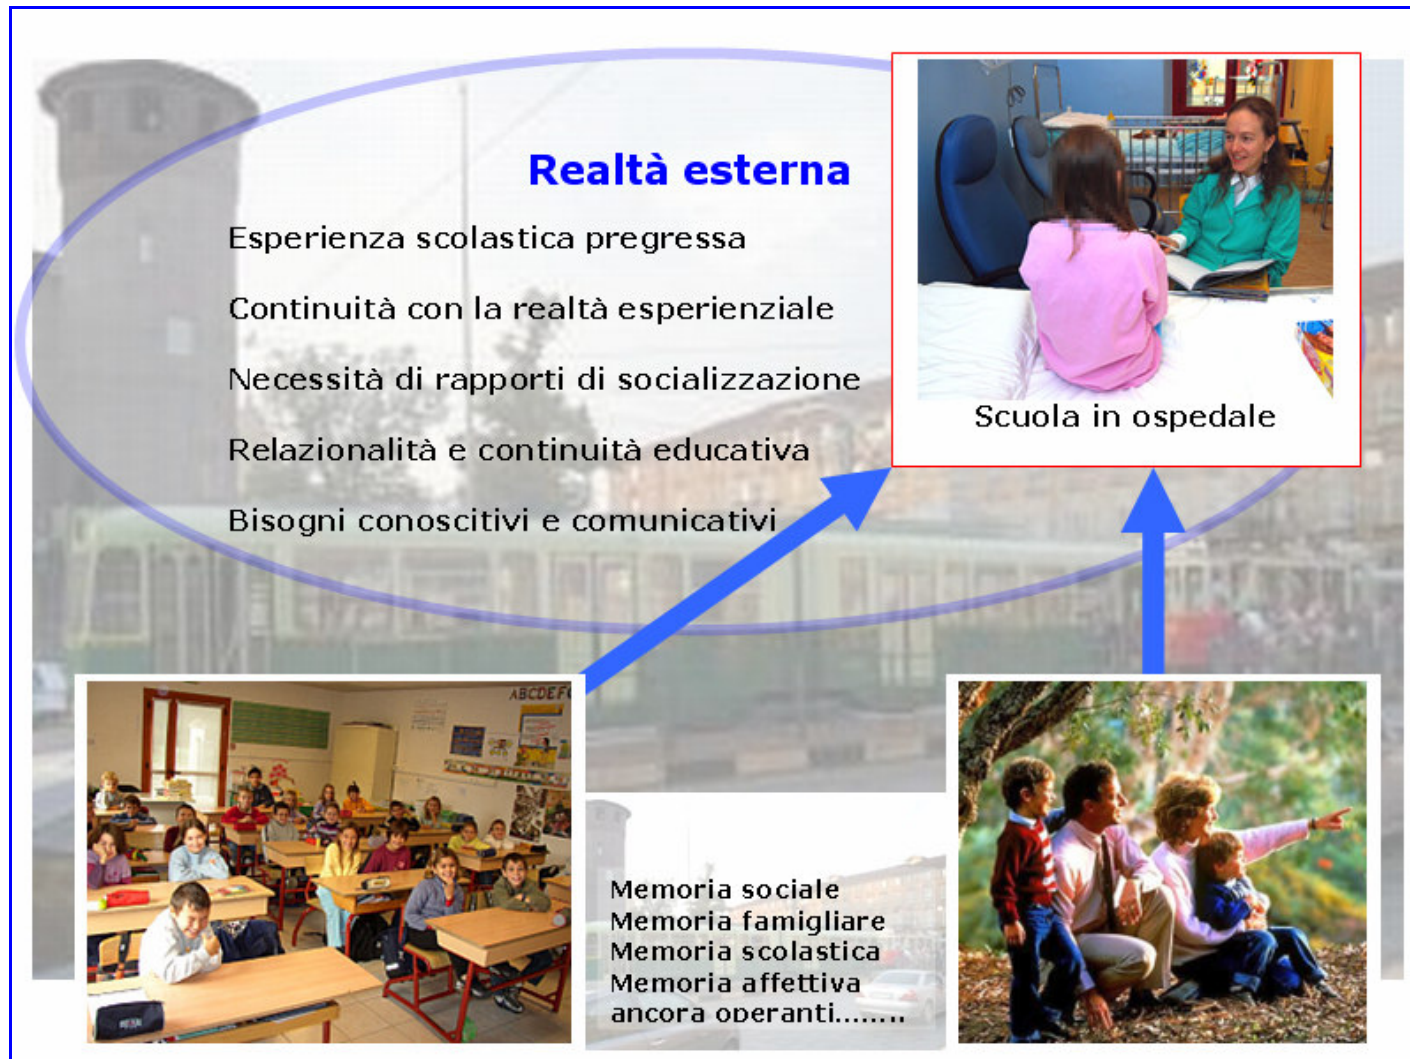 Realtà esterna
Esperienza scolastica pregressa
Continuità con la realtà esperienziale
Necessità di rapporti di socializzazione
Relazionalità e continuità educativa
Bisogni conoscitivi e comunicativi
Scuola in ospedale
ABCDEF
Memoria sociale
Memoria famigliare
Memoria scolastica
Memoria affettiva
ancora operanti........